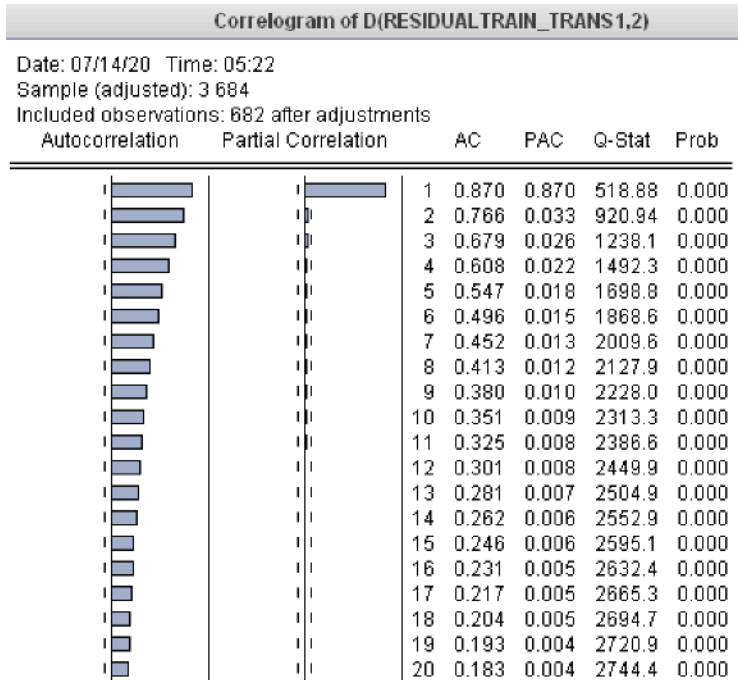 Correlogram of D(RESIDUALTRAIN_TRANS1,2)
Date: 07/14/20 Time: 05:22
Sample (adjusted): 3 684
Included observations: 682 after adjustments
Autocorrelation Partial Correlation AC PAC Q-Stat Prob
1 0.870 0.870 518.88 0.000
2 0.766 0.033 920.94 0.000
3 0.679 0.026 1238.1 0.000
4 0.608 0.022 1492.3 0.000
5 0.547 0.018 1698.8 0.000
6 0.496 0.015 1868.6 0.000
7 0.452 0.013 2009.6 0.000
8 0.413 0.012 2127.9 0.000
9 0.380 0.010 2228.0 0.000
10 0.351 0.009 2313.3 0.000
11 0.325 0.008 2386.6 0.000
12 0.301 0.008 2449.9 0.000
13 0.281 0.007 2504.9 0.000
14 0.262 0.006 2552.9 0.000
15 0.246 0.006 2595.1 0.000
16 0.231 0.005 2632.4 0.000
17 0.217 0.005 2665.3 0.000
18 0.204 0.005 2694.7 0.000
19 0.193 0.004 2720.9 0.000
20 0.183 0.004 2744.4 0.000